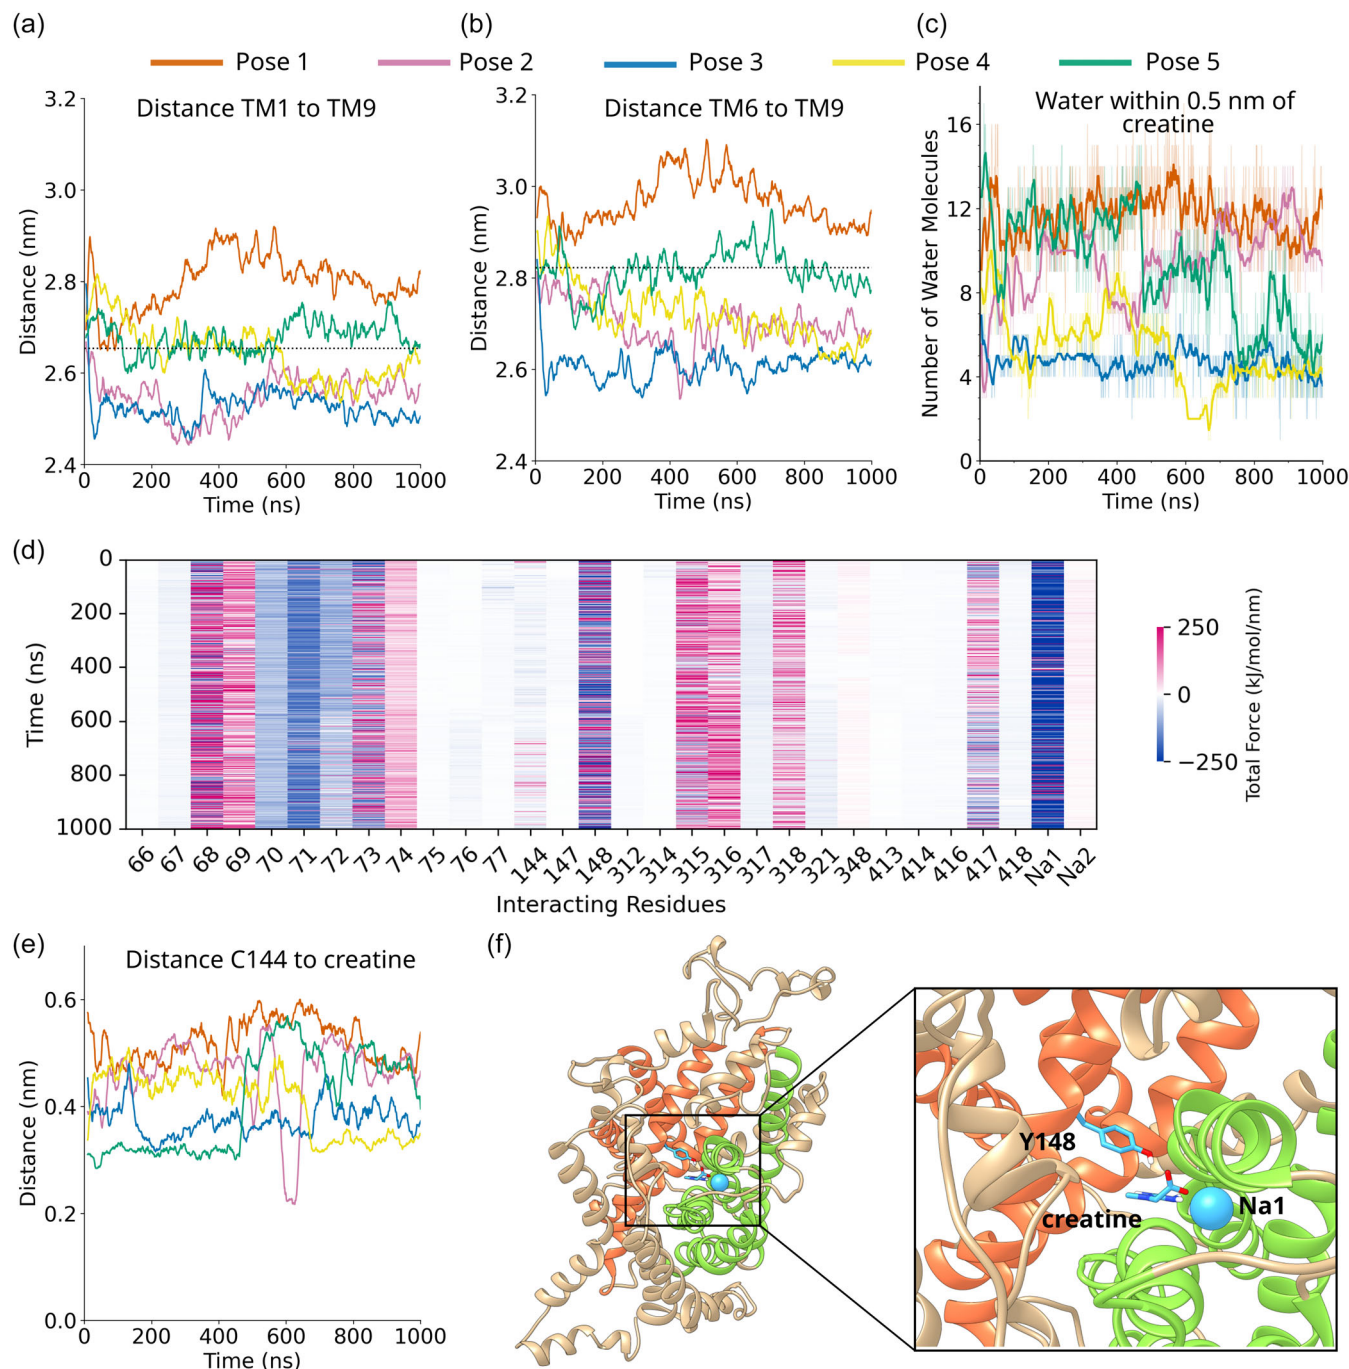 (a)
(b)
(c)
Pose 1
Pose 2
Pose 3
Pose 4
Pose 5
Distance TM1 to TM9
3.2
3.0
2.8
2.6
2.4
Distance (nm)
0
200
400
600
800
1000
Time (ns)
Distance TM6 to TM9
3.2
3.0
2.8
2.6
2.4
Distance (nm)
0
200
400
600
800
1000
Time (ns)
Water within 0.5 nm of
creatine
16
12
8
4
0
Number of Water Molecules
0
200
400
600
800
1000
Time (ns)
(d)
0
200
400
600
800
1000
Time (ns)
66
67
68
69
70
71
72
73
74
75
76
77
144
147
148
312
314
315
316
317
318
321
348
413
414
416
417
418
Na1
Na2
Interacting Residues
250
0
−250
Total Force (kJ/mol/nm)
(e)
Distance C144 to creatine
0.6
0.4
0.2
0.0
Distance (nm)
0
200
400
600
800
1000
Time (ns)
(f)
Y148
creatine
Na1